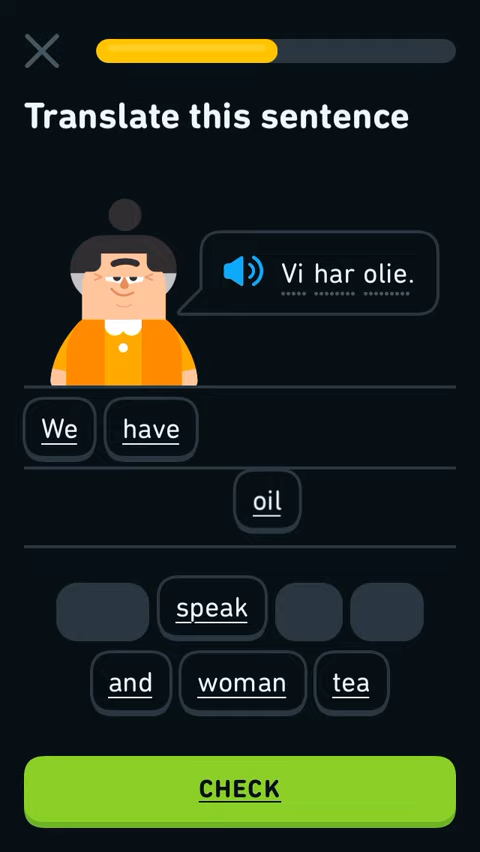 Translate this sentence
Vi har olie.
We have
oil
speak
and woman tea
CHECK